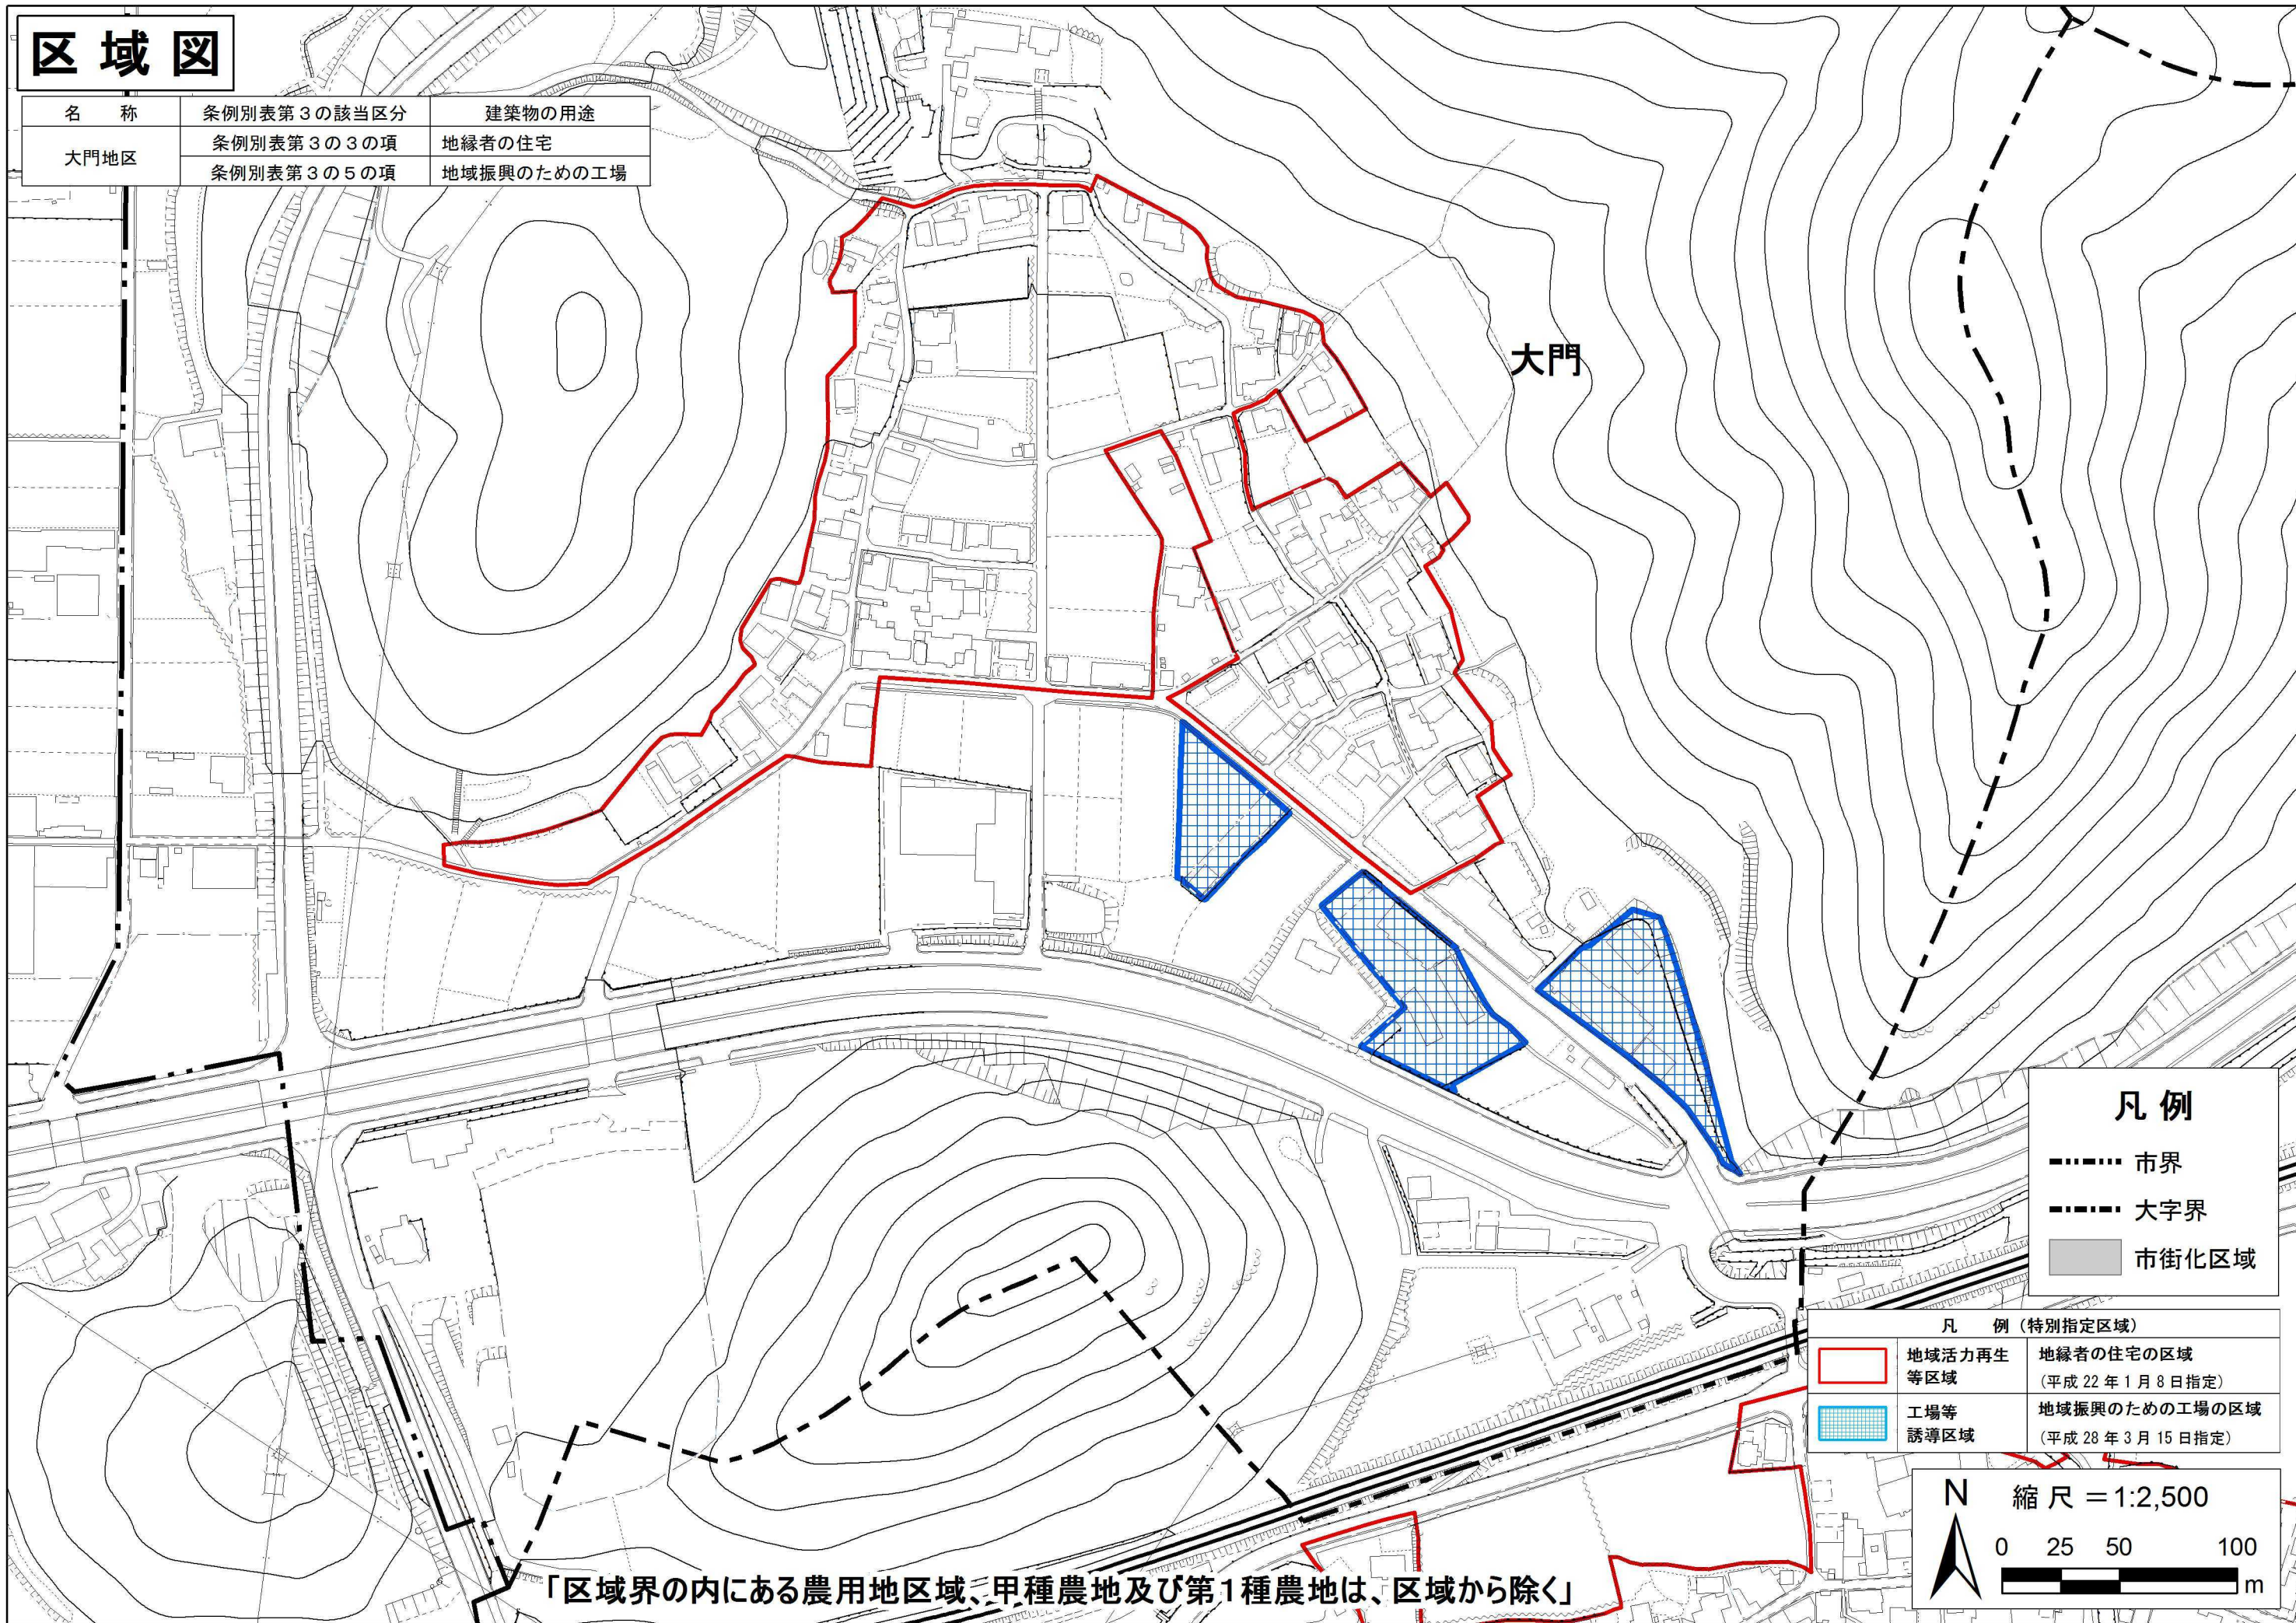 区域図
名　称　条例別表第３の該当区分　建築物の用途
大門地区　条例別表第３の３の項　地縁者の住宅
条例別表第３の５の項　地域振興のための工場
大門
凡例
市界
大字界
市街化区域
凡　例（特別指定区域）
地域活力再生等区域　地縁者の住宅の区域
（平成 22 年 1 月 8 日指定）
工場等誘導区域　地域振興のための工場の区域
（平成 28 年 3 月 15 日指定）
N　縮 尺 ＝1:2,500
0　25　50　100
m
「区域界の内にある農用地区域、甲種農地及び第１種農地は、区域から除く」